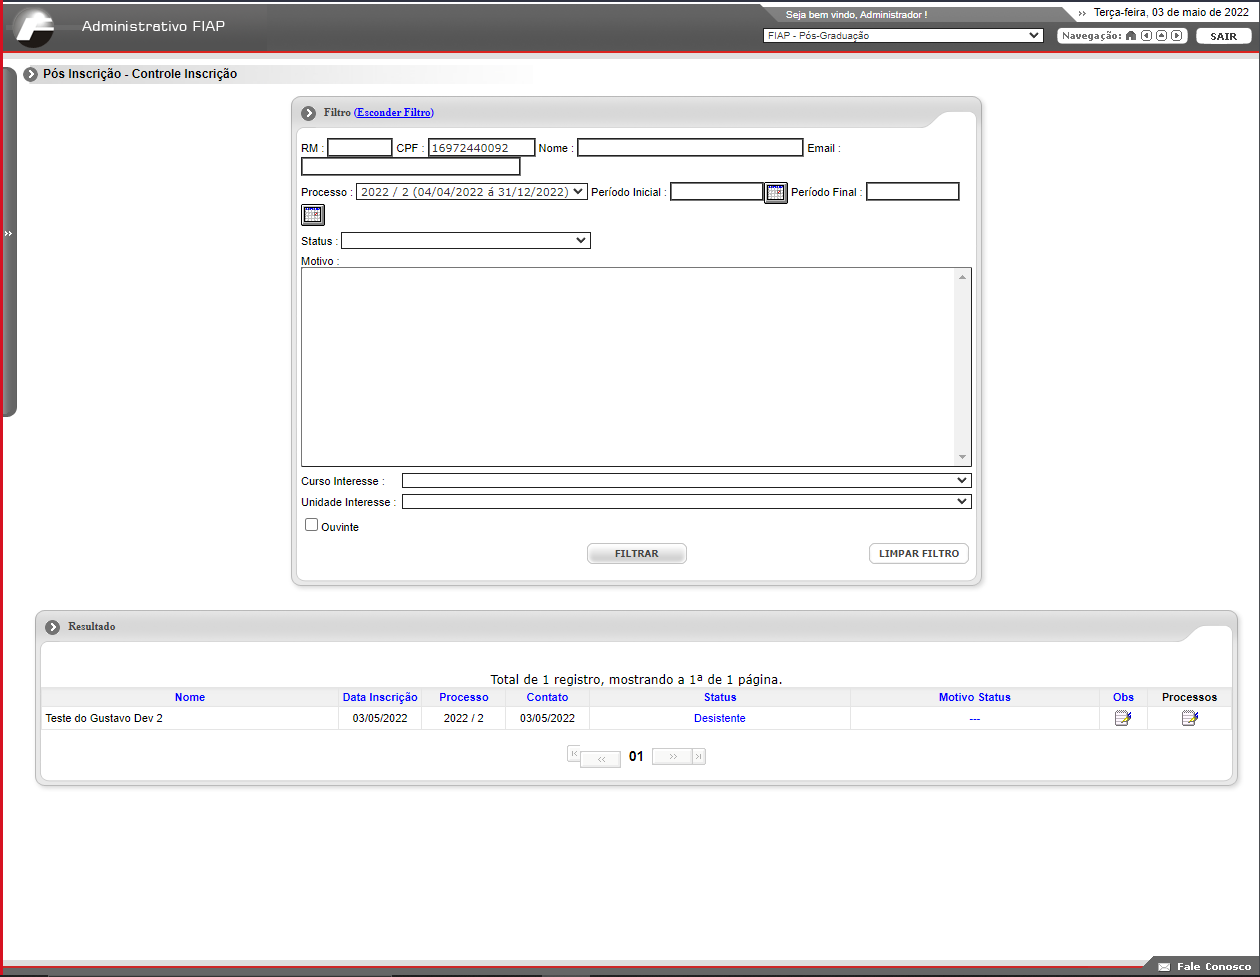 Administrativo FIAP
Seja bem vindo, Administrador !
Terça-feira, 03 de maio de 2022
FIAP - Pós-Graduação
Navegação:
SAIR
Pós Inscrição - Controle Inscrição
Filtro (Esconder Filtro)
RM : CPF : 16972440092 Nome : Email :
Processo : 2022 / 2 (04/04/2022 á 31/12/2022) Período Inicial : Período Final :
Status :
Motivo :
Curso Interesse :
Unidade Interesse :
Ouvinte
FILTRAR LIMPAR FILTRO
Resultado
Total de 1 registro, mostrando a 1ª de 1 página.
Nome Data Inscrição Processo Contato Status Motivo Status Obs Processos
Teste do Gustavo Dev 2 03/05/2022 2022 / 2 03/05/2022 Desistente ---
01
Fale Conosco